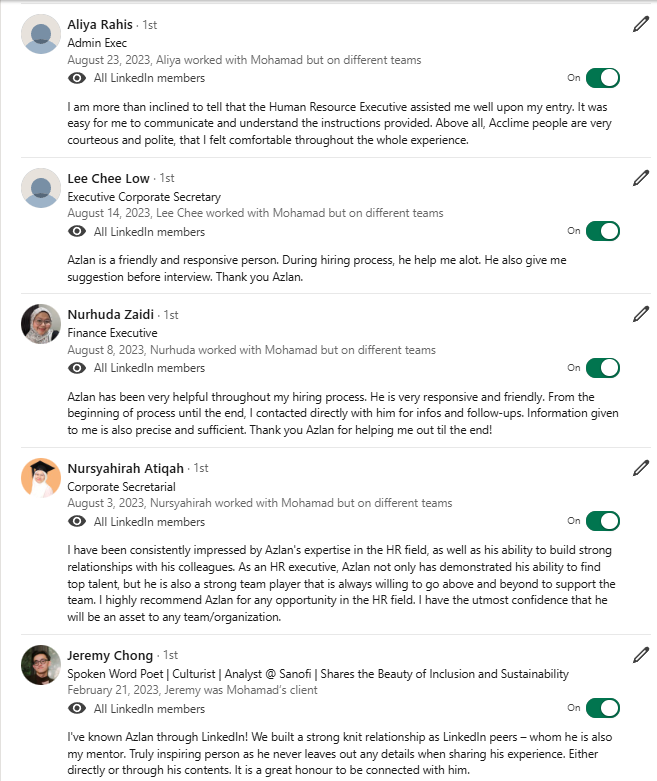 Aliya Rahis · 1st
Admin Exec
August 23, 2023, Aliya worked with Mohamad but on different teams
All LinkedIn members
On
I am more than inclined to tell that the Human Resource Executive assisted me well upon my entry. It was
easy for me to communicate and understand the instructions provided. Above all, Acclime people are very
courteous and polite, that I felt comfortable throughout the whole experience.
Lee Chee Low · 1st
Executive Corporate Secretary
August 14, 2023, Lee Chee worked with Mohamad but on different teams
All LinkedIn members
On
Azlan is a friendly and responsive person. During hiring process, he help me alot. He also give me
suggestion before interview. Thank you Azlan.
Nurhuda Zaidi · 1st
Finance Executive
August 8, 2023, Nurhuda worked with Mohamad but on different teams
All LinkedIn members
On
Azlan has been very helpful throughout my hiring process. He is very responsive and friendly. From the
beginning of process until the end, I contacted directly with him for infos and follow-ups. Information given
to me is also precise and sufficient. Thank you Azlan for helping me out til the end!
Nursyahirah Atiqah · 1st
Corporate Secretarial
August 3, 2023, Nursyahirah worked with Mohamad but on different teams
All LinkedIn members
On
I have been consistently impressed by Azlan's expertise in the HR field, as well as his ability to build strong
relationships with his colleagues. As an HR executive, Azlan not only has demonstrated his ability to find
top talent, but he is also a strong team player that is always willing to go above and beyond to support the
team. I highly recommend Azlan for any opportunity in the HR field. I have the utmost confidence that he
will be an asset to any team/organization.
Jeremy Chong · 1st
Spoken Word Poet | Culturist | Analyst @ Sanofi | Shares the Beauty of Inclusion and Sustainability
February 21, 2023, Jeremy was Mohamad's client
All LinkedIn members
On
I've known Azlan through LinkedIn! We built a strong knit relationship as LinkedIn peers – whom he is also
my mentor. Truly inspiring person as he never leaves out any details when sharing his experience. Either
directly or through his contents. It is a great honour to be connected with him.